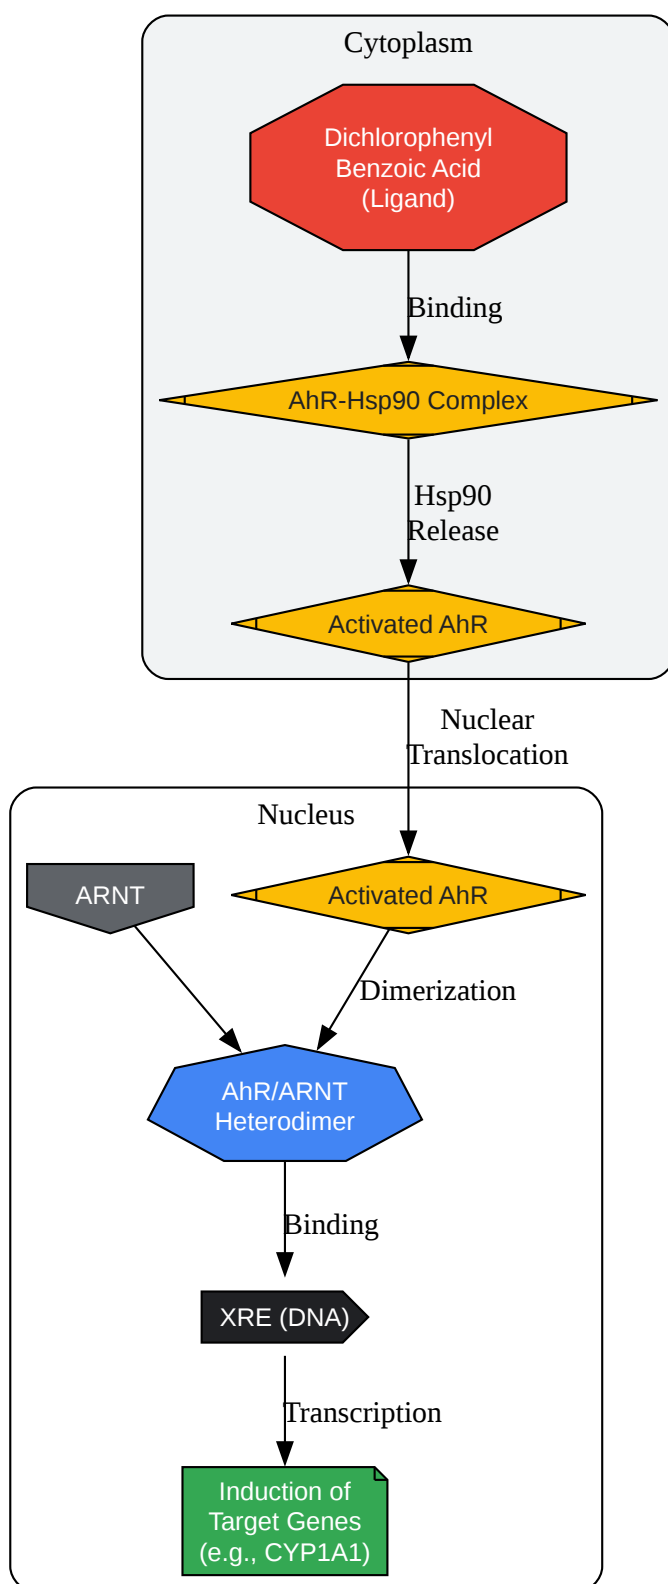 Cytoplasm
Dichlorophenyl
Benzoic Acid
(Ligand)
Binding
AhR-Hsp90 Complex
Hsp90
Release
Activated AhR
Nuclear
Translocation
Nucleus
ARNT
Activated AhR
Dimerization
AhR/ARNT
Heterodimer
Binding
XRE (DNA)
Transcription
Induction of
Target Genes
(e.g., CYP1A1)